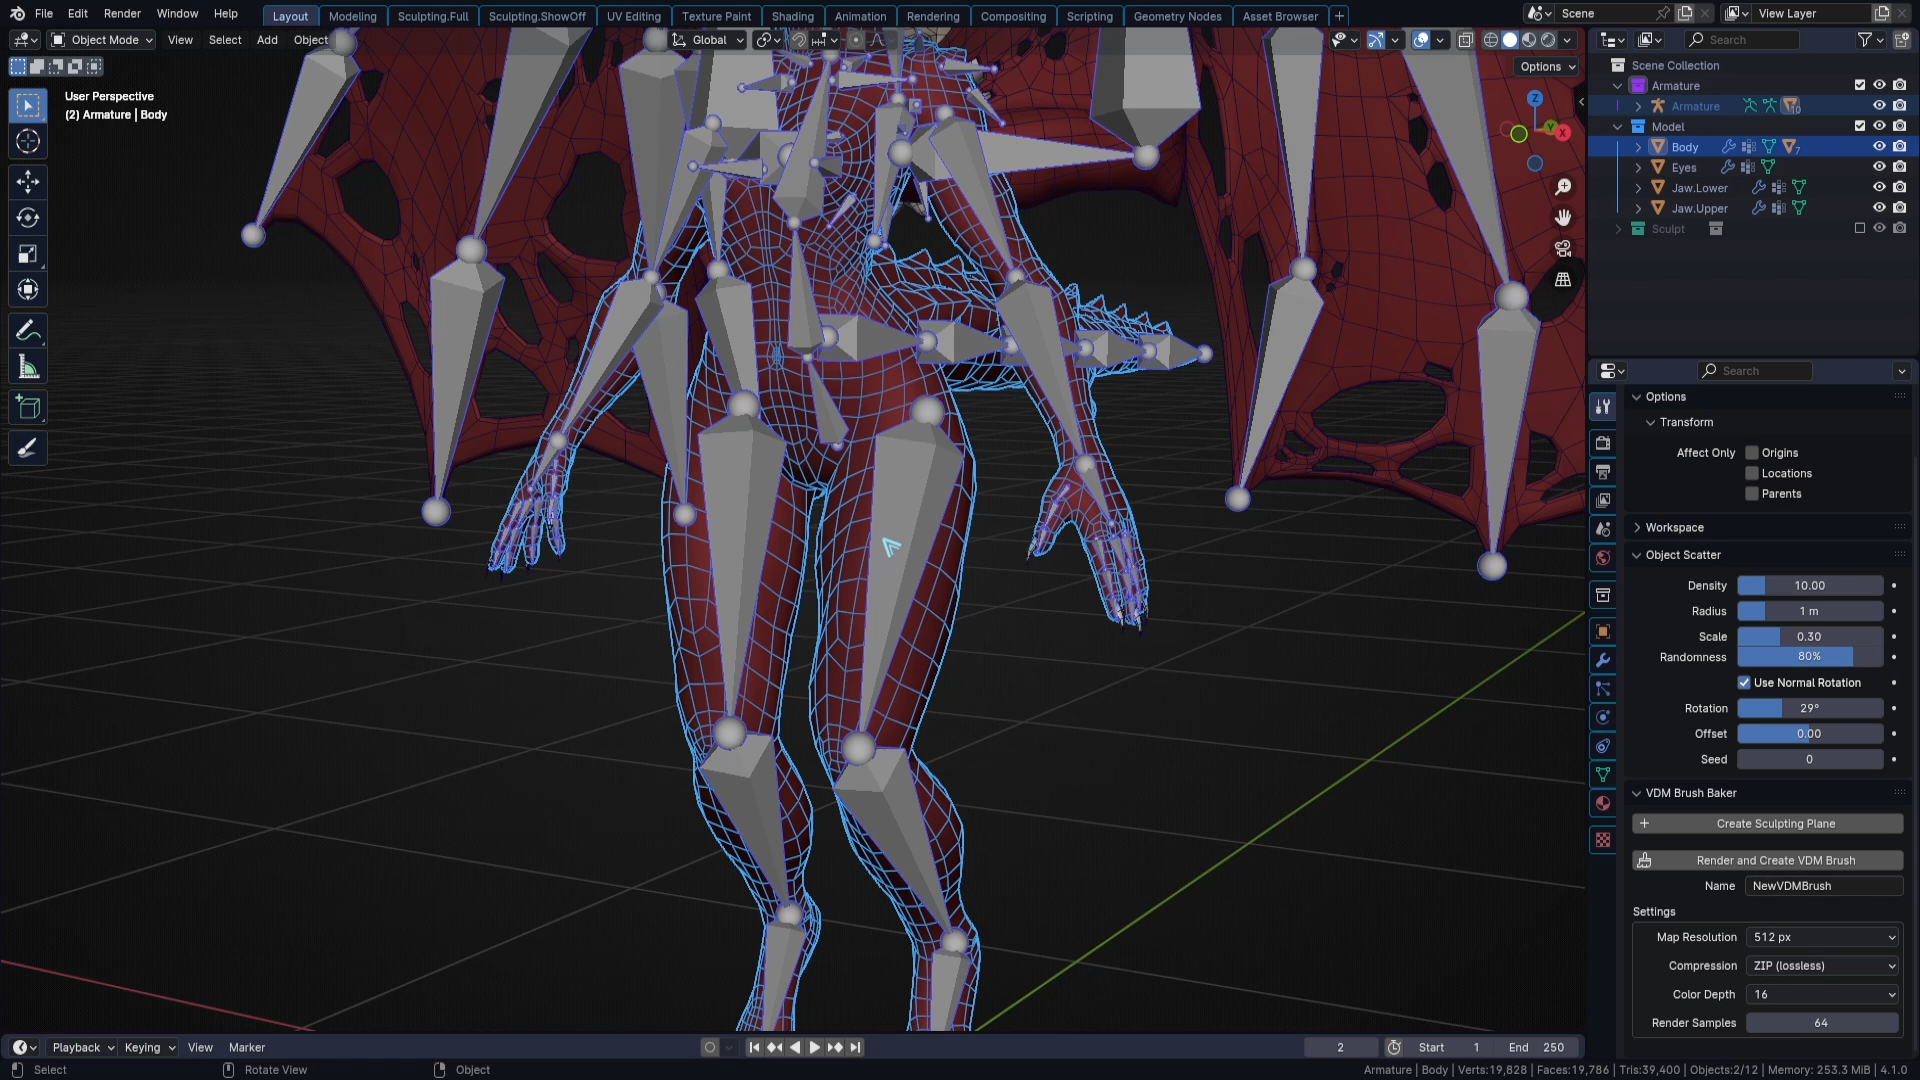 File Edit Render Window Help Layout Modeling Sculpting.Full Sculpting.ShowOff UV Editing Texture Paint Shading Animation Rendering Compositing Scripting Geometry Nodes Asset Browser + Scene View Layer
Object Mode View Select Add Object Global Search
Options
User Perspective
(2) Armature | Body
Z
Y
X
Scene Collection
Armature
Armature 10
Model
Body 7
Eyes
Jaw.Lower
Jaw.Upper
Sculpt
Search
Options
Transform
Affect Only Origins
Locations
Parents
Workspace
Object Scatter
Density 10.00
Radius 1 m
Scale 0.30
Randomness 80%
Use Normal Rotation
Rotation 29°
Offset 0.00
Seed 0
VDM Brush Baker
Create Sculpting Plane
Render and Create VDM Brush
Name NewVDMBrush
Settings
Map Resolution 512 px
Compression ZIP (lossless)
Color Depth 16
Render Samples 64
Playback Keying View Marker 2 Start 1 End 250
Select Rotate View Object Armature | Body | Verts:19,828 | Faces:19,786 | Tris:39,400 | Objects:2/12 | Memory: 253.3 MiB | 4.1.0